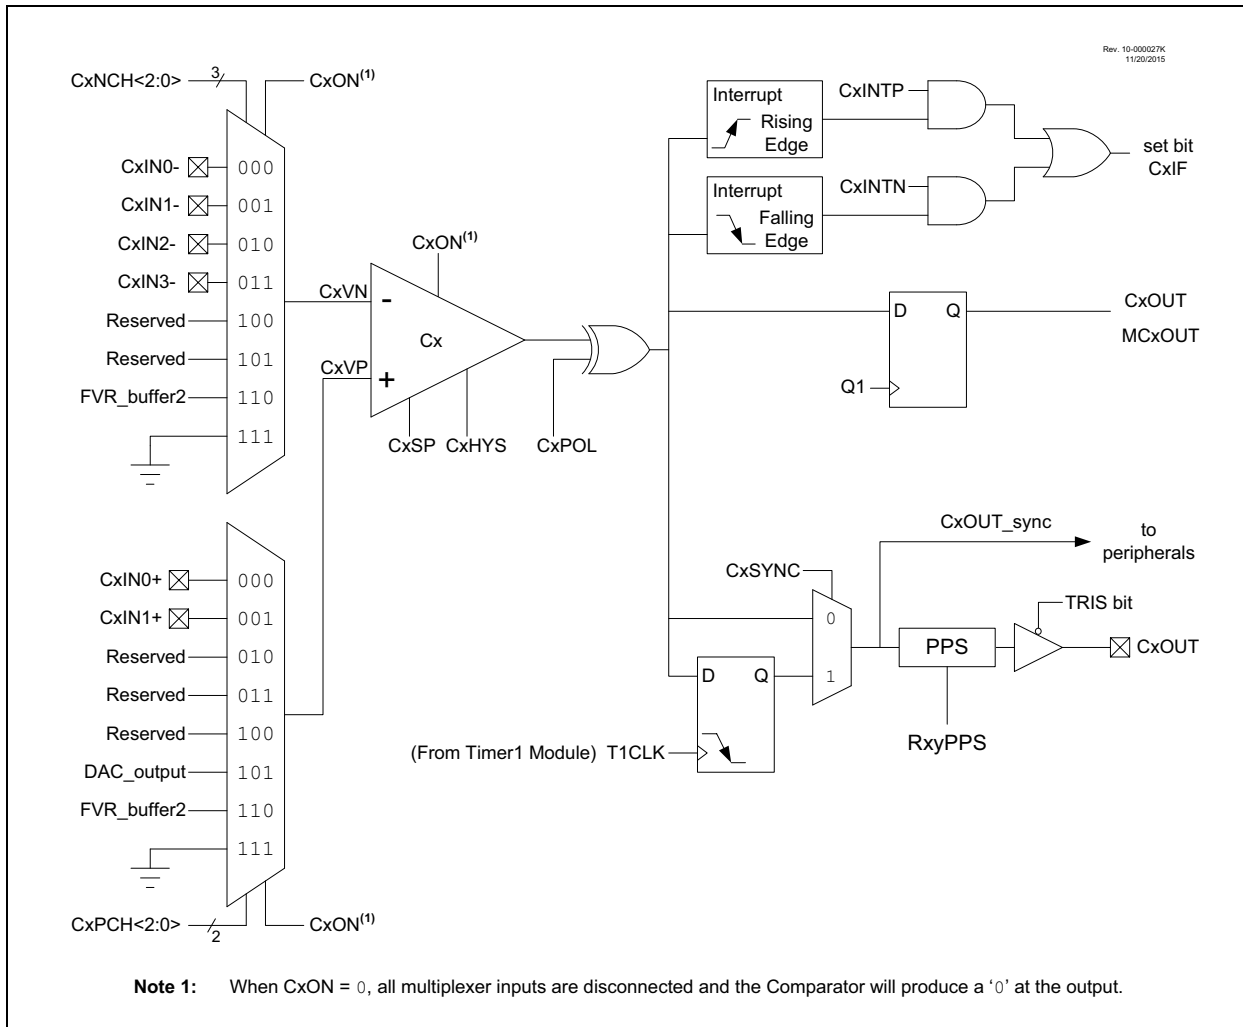 Rev. 10-000027K
11/20/2015
CxNCH<2:0>
3
CxON(1)
CxIN0-
000
CxIN1-
001
CxIN2-
010
CxIN3-
011
Reserved
100
Reserved
101
FVR_buffer2
110
111
CxVN
CxVP
CxON(1)
-
+
Cx
CxSP
CxHYS
CxPOL
Interrupt
Rising
Edge
CxINTP
Interrupt
Falling
Edge
CxINTN
set bit
CxIF
D
Q
Q1
CxOUT
MCxOUT
CxIN0+
000
CxIN1+
001
Reserved
010
Reserved
011
Reserved
100
DAC_output
101
FVR_buffer2
110
111
CxPCH<2:0>
2
CxON(1)
CxOUT_sync
to
peripherals
CxSYNC
0
1
TRIS bit
PPS
CxOUT
RxyPPS
D
Q
(From Timer1 Module) T1CLK
Note 1: When CxON = 0, all multiplexer inputs are disconnected and the Comparator will produce a ‘0’ at the output.